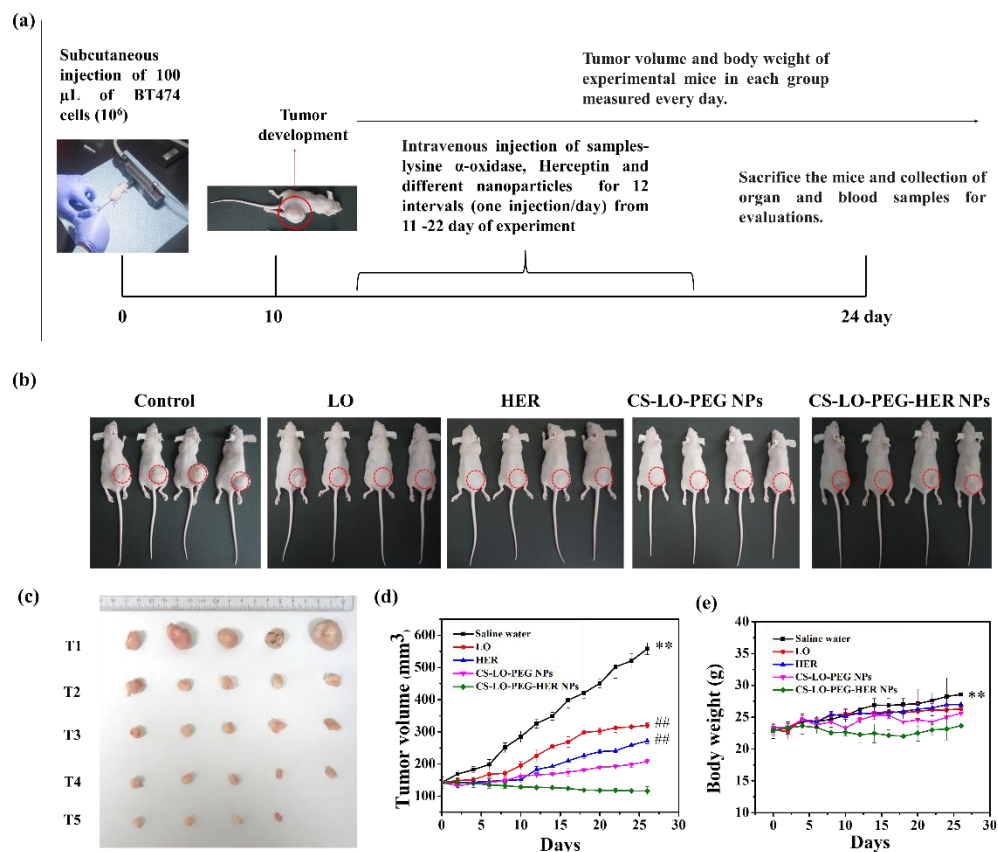 (a)
Subcutaneous
injection of 100
µL of BT474
cells (10⁶)
Tumor
development
Tumor volume and body weight of
experimental mice in each group
measured every day.
Intravenous injection of samples-
lysine α-oxidase, Herceptin and
different nanoparticles for 12
intervals (one injection/day) from
11 -22 day of experiment
Sacrifice the mice and collection of
organ and blood samples for
evaluations.
0
10
24 day
(b)
Control
LO
HER
CS-LO-PEG NPs
CS-LO-PEG-HER NPs
(c)
T1
T2
T3
T4
T5
(d)
Tumor volume (mm³)
600
500
400
300
200
100
Saline water
LO
HER
CS-LO-PEG NPs
CS-LO-PEG-HER NPs
**
##
##
0 5 10 15 20 25 30
Days
(e)
Body weight (g)
40
35
30
25
20
15
10
Saline water
LO
HER
CS-LO-PEG NPs
CS-LO-PEG-HER NPs
**
0 5 10 15 20 25 30
Days